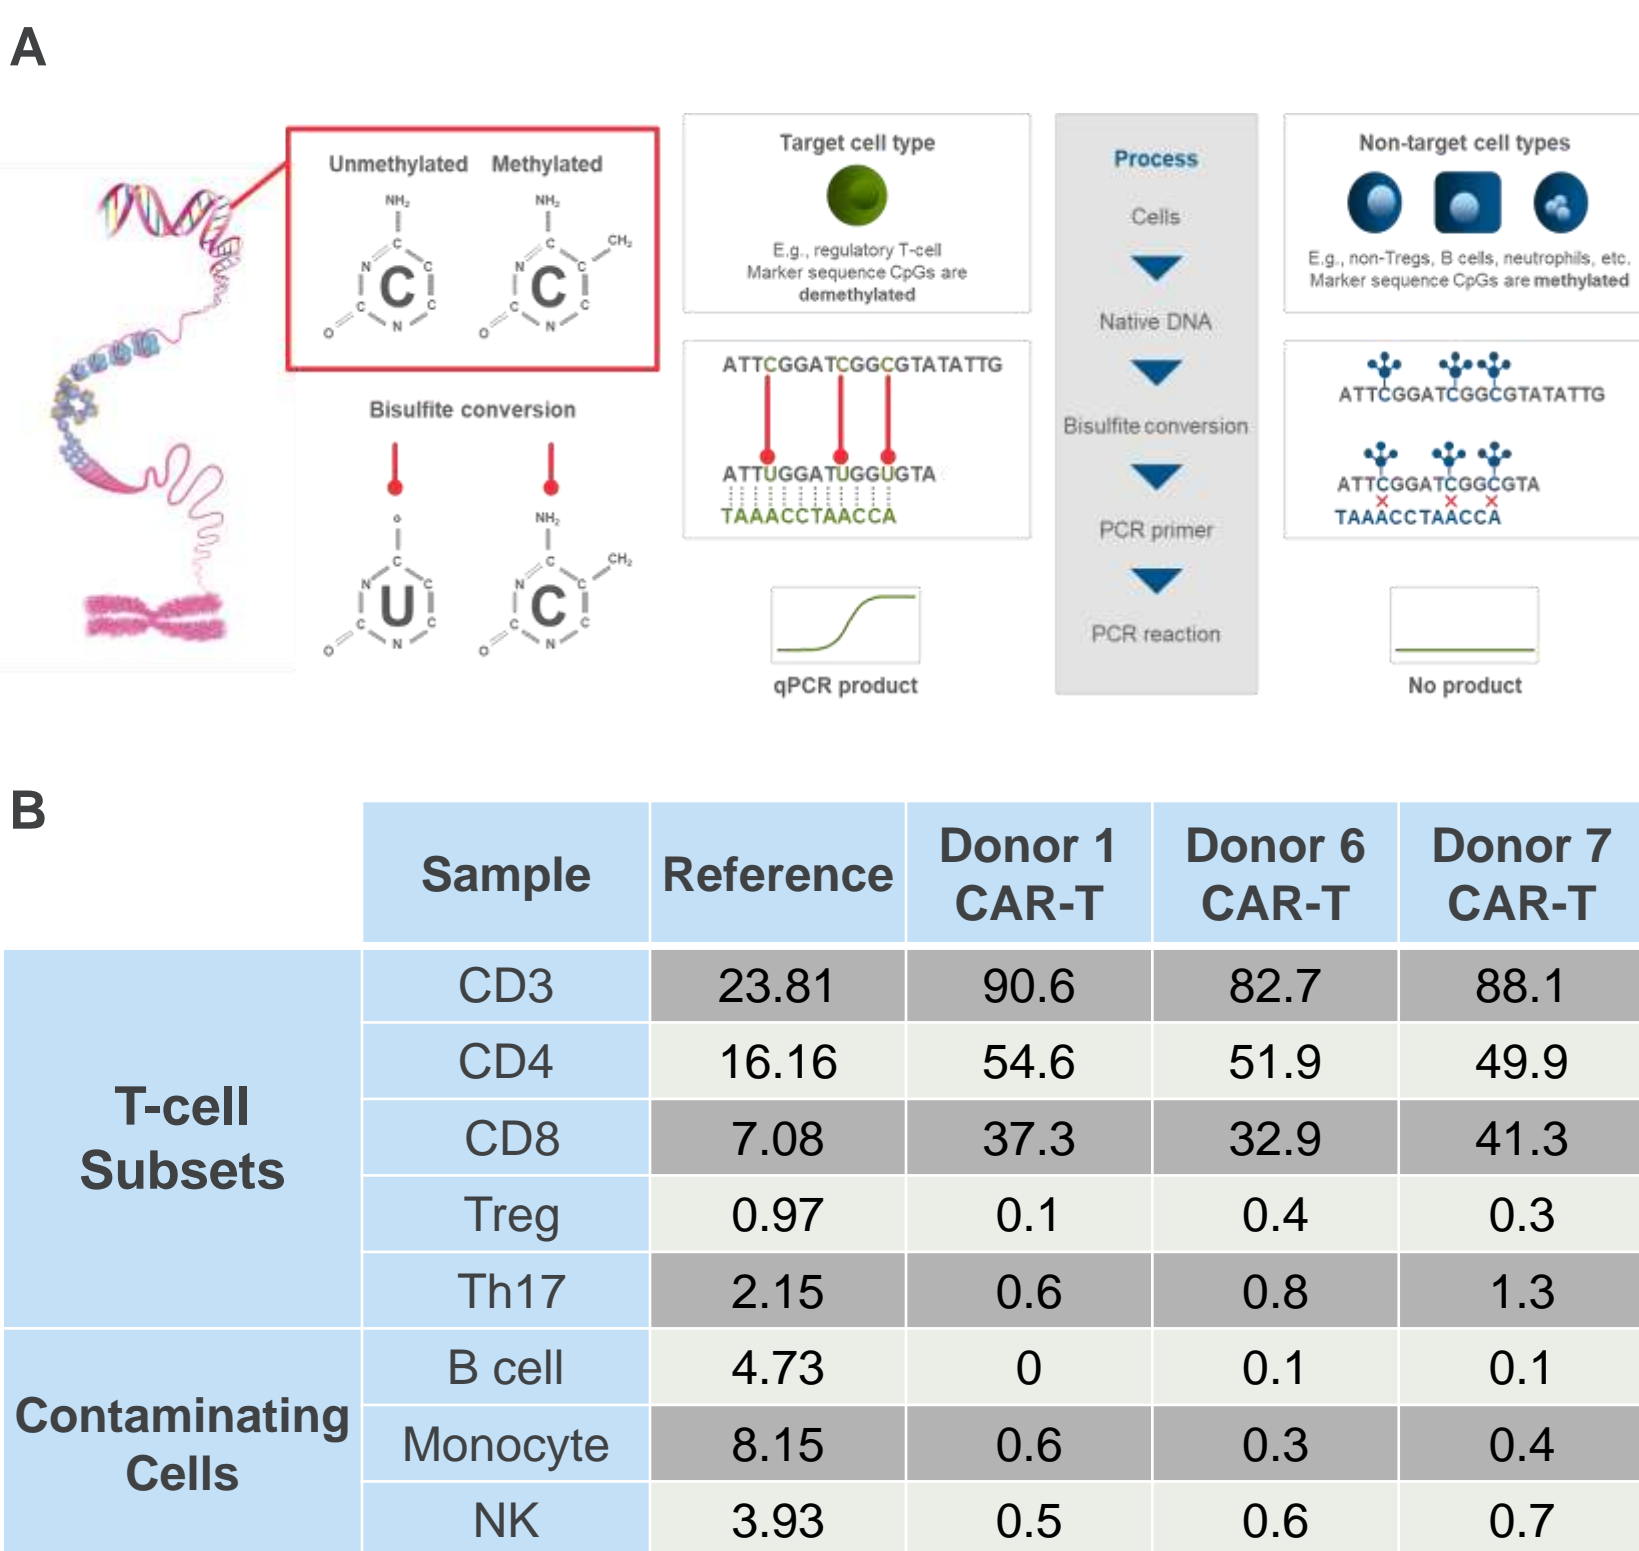 A
Unmethylated Methylated
NH₂ NH₂
C C CH₂
N C C N C C
C C C C
N N
O O
Bisulfite conversion
o NH₂
C C CH₂
N U C N C C
C C C C
N N
O O
Target cell type
E.g., regulatory T-cell
Marker sequence CpGs are
demethylated
ATTCGGATCGGCGTATATTG
ATTUGGATUGGUGTA
TAAACCTAACCA
qPCR product
Process
Cells
Native DNA
Bisulfite conversion
PCR primer
PCR reaction
Non-target cell types
E.g., non-Tregs, B cells, neutrophils, etc.
Marker sequence CpGs are methylated
ATTCGGATCGGCGTATATTG
ATTCGGATCGGCGTA
TAAACCTAACCA
No product
B
Sample Reference Donor 1 CAR-T Donor 6 CAR-T Donor 7 CAR-T
T-cell Subsets
CD3 23.81 90.6 82.7 88.1
CD4 16.16 54.6 51.9 49.9
CD8 7.08 37.3 32.9 41.3
Treg 0.97 0.1 0.4 0.3
Th17 2.15 0.6 0.8 1.3
Contaminating Cells
B cell 4.73 0 0.1 0.1
Monocyte 8.15 0.6 0.3 0.4
NK 3.93 0.5 0.6 0.7